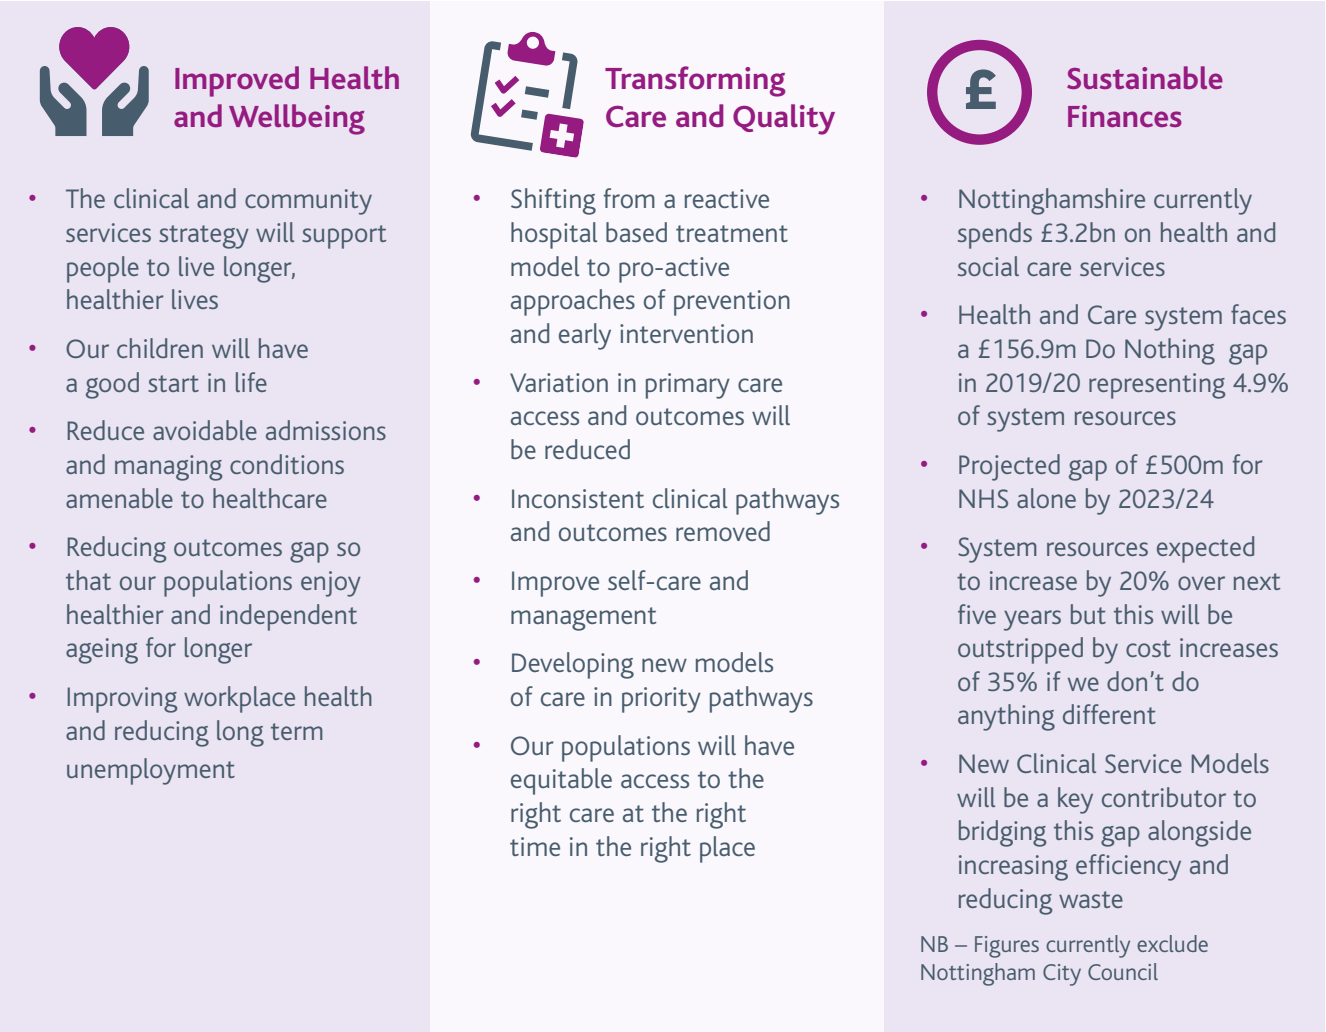 Improved Health
and Wellbeing
• The clinical and community
services strategy will support
people to live longer,
healthier lives
• Our children will have
a good start in life
• Reduce avoidable admissions
and managing conditions
amenable to healthcare
• Reducing outcomes gap so
that our populations enjoy
healthier and independent
ageing for longer
• Improving workplace health
and reducing long term
unemployment
Transforming
Care and Quality
• Shifting from a reactive
hospital based treatment
model to pro-active
approaches of prevention
and early intervention
• Variation in primary care
access and outcomes will
be reduced
• Inconsistent clinical pathways
and outcomes removed
• Improve self-care and
management
• Developing new models
of care in priority pathways
• Our populations will have
equitable access to the
right care at the right
time in the right place
£
Sustainable
Finances
• Nottinghamshire currently
spends £3.2bn on health and
social care services
• Health and Care system faces
a £156.9m Do Nothing  gap
in 2019/20 representing 4.9%
of system resources
• Projected gap of £500m for
NHS alone by 2023/24
• System resources expected
to increase by 20% over next
five years but this will be
outstripped by cost increases
of 35% if we don't do
anything different
• New Clinical Service Models
will be a key contributor to
bridging this gap alongside
increasing efficiency and
reducing waste
NB – Figures currently exclude
Nottingham City Council